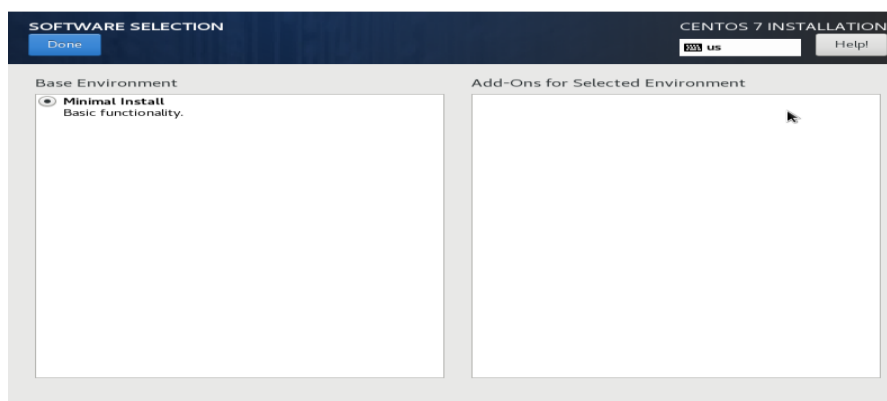 SOFTWARE SELECTION
CENTOS 7 INSTALLATION
Done
us
Help!
Base Environment
Add-Ons for Selected Environment
Minimal Install
Basic functionality.